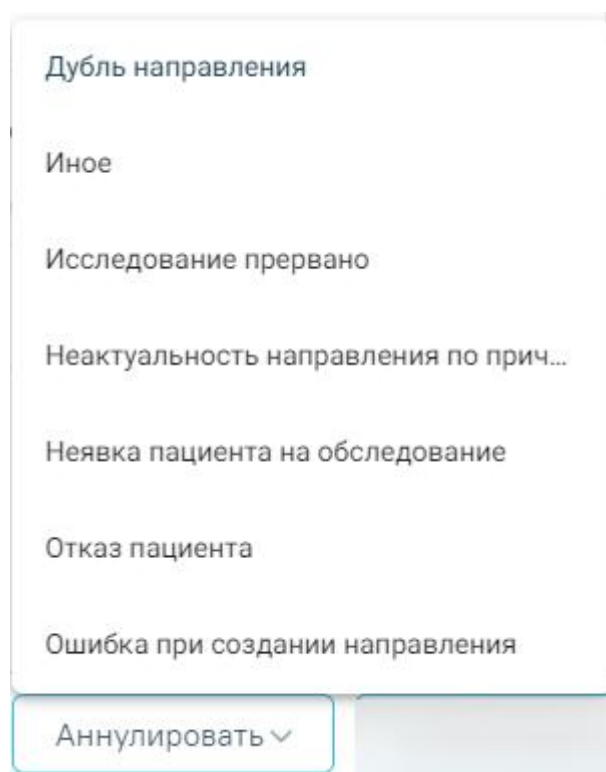 Дубль направления
Иное
Исследование прервано
Неактуальность направления по прич...
Неявка пациента на обследование
Отказ пациента
Ошибка при создании направления
Аннулировать